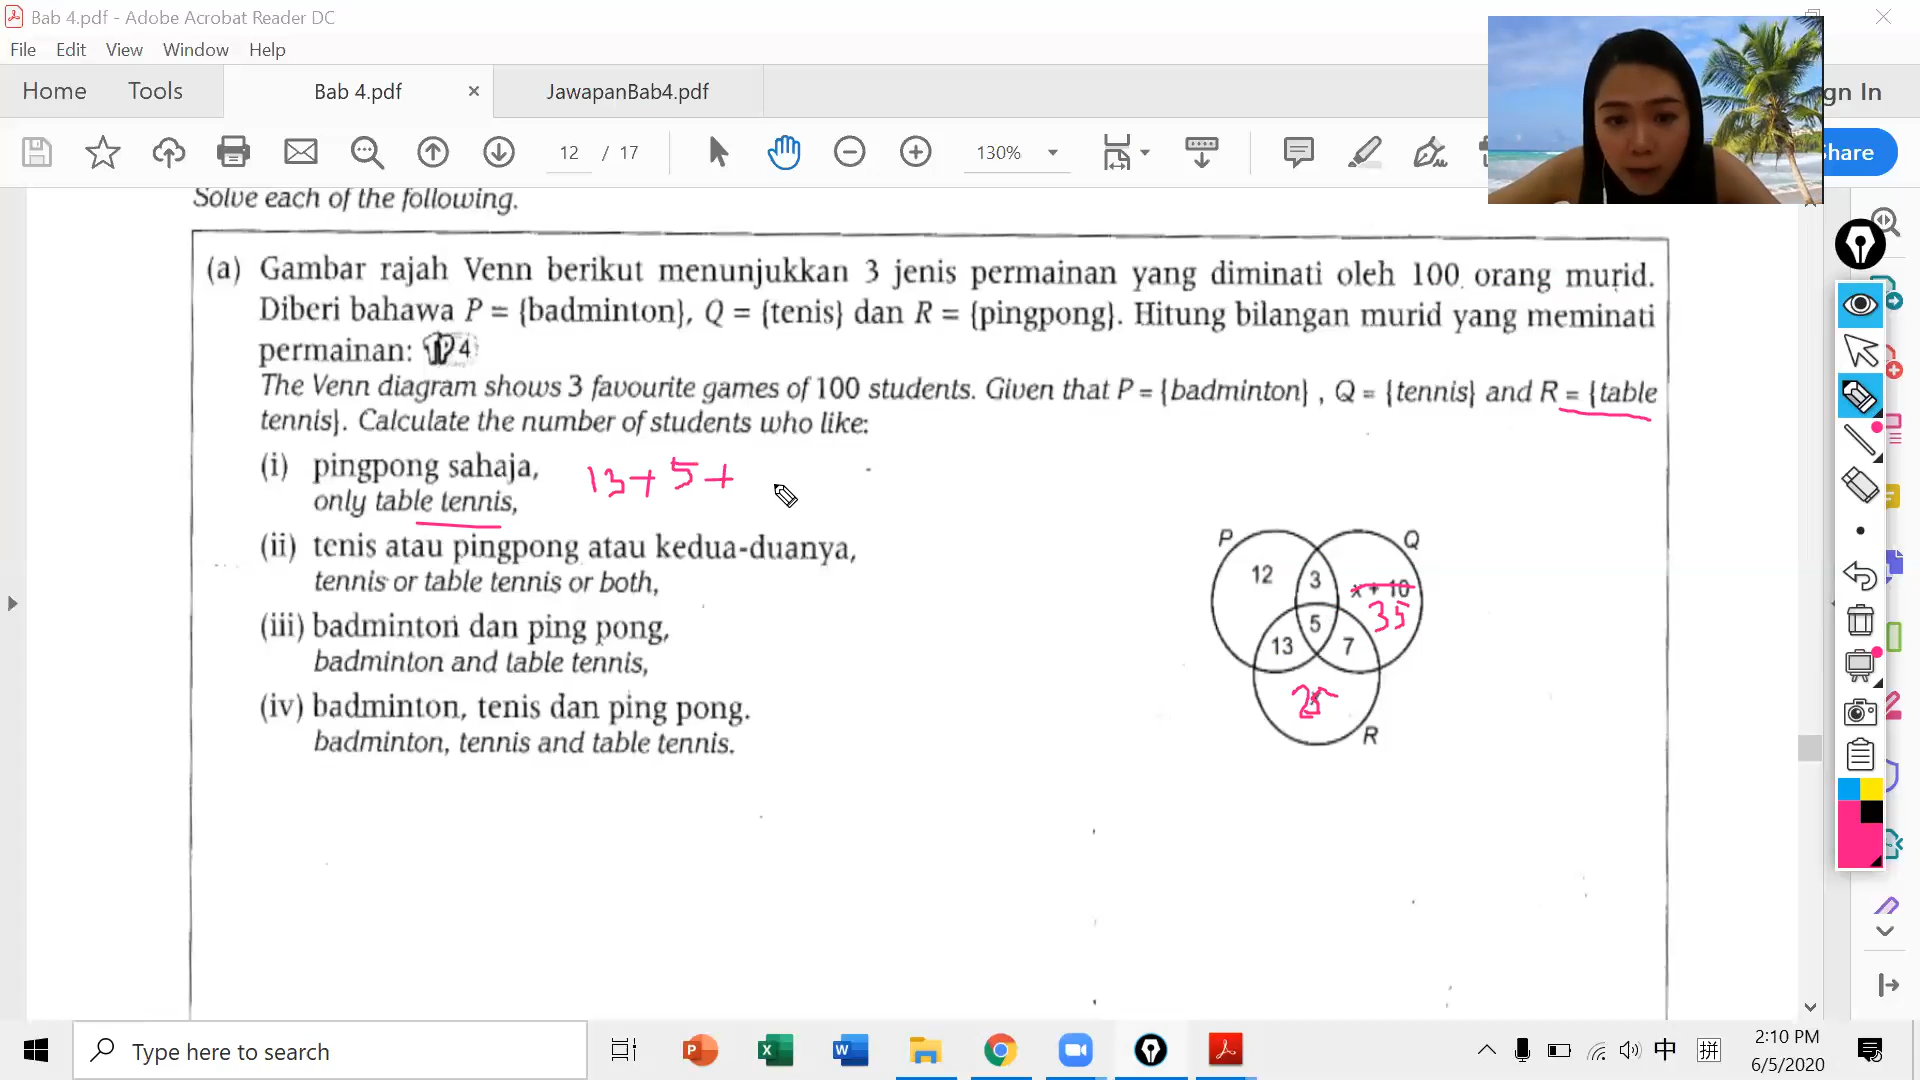 Bab 4.pdf - Adobe Acrobat Reader DC
File Edit View Window Help
Home Tools Bab 4.pdf × JawapanBab4.pdf gn In
12 / 17 130% hare
Solve each of the following.
(a) Gambar rajah Venn berikut menunjukkan 3 jenis permainan yang diminati oleh 100 orang murid.
Diberi bahawa P = {badminton}, Q = {tenis} dan R = {pingpong}. Hitung bilangan murid yang meminati
permainan: 4
The Venn diagram shows 3 favourite games of 100 students. Given that P = {badminton} , Q = {tennis} and R = {table
tennis}. Calculate the number of students who like:
(i) pingpong sahaja, 13+ 5+
only table tennis,
(ii) tenis atau pingpong atau kedua-duanya,
tennis or table tennis or both,
(iii) badminton dan ping pong,
badminton and table tennis,
(iv) badminton, tenis dan ping pong.
badminton, tennis and table tennis.
P Q
12 3 x + 10
35
5
13 7
25
R
Type here to search
中 拼
2:10 PM
6/5/2020